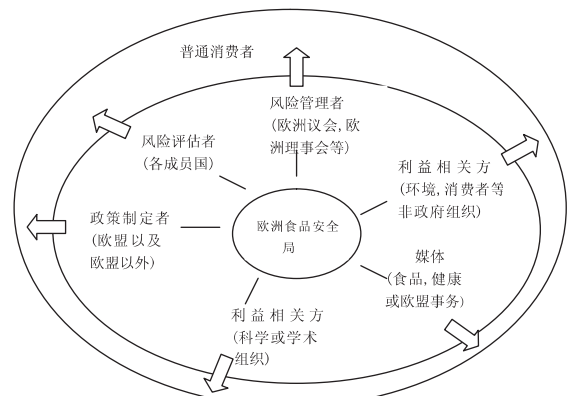 普通消费者
风险管理者
(欧洲议会,欧
洲理事会等)
风险评估者
(各成员国)
利益相关方
(环境,消费者等
非政府组织)
政策制定者
(欧盟以及
欧盟以外)
欧洲食品安全
局
媒体
(食品,健康
或欧盟事务)
利益相关方
(科学或学术
组织)